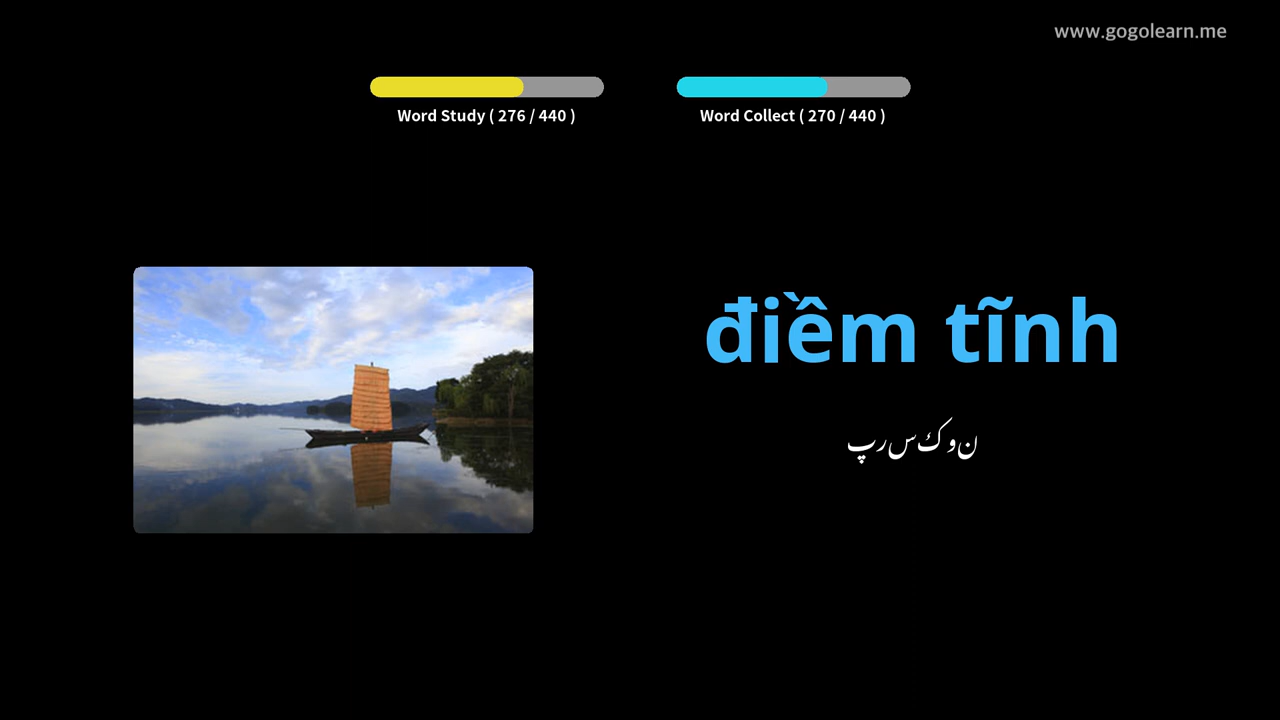 www.gogolearn.me
Word Study ( 276 / 440 )
Word Collect ( 270 / 440 )
điềm tĩnh
پرسکون